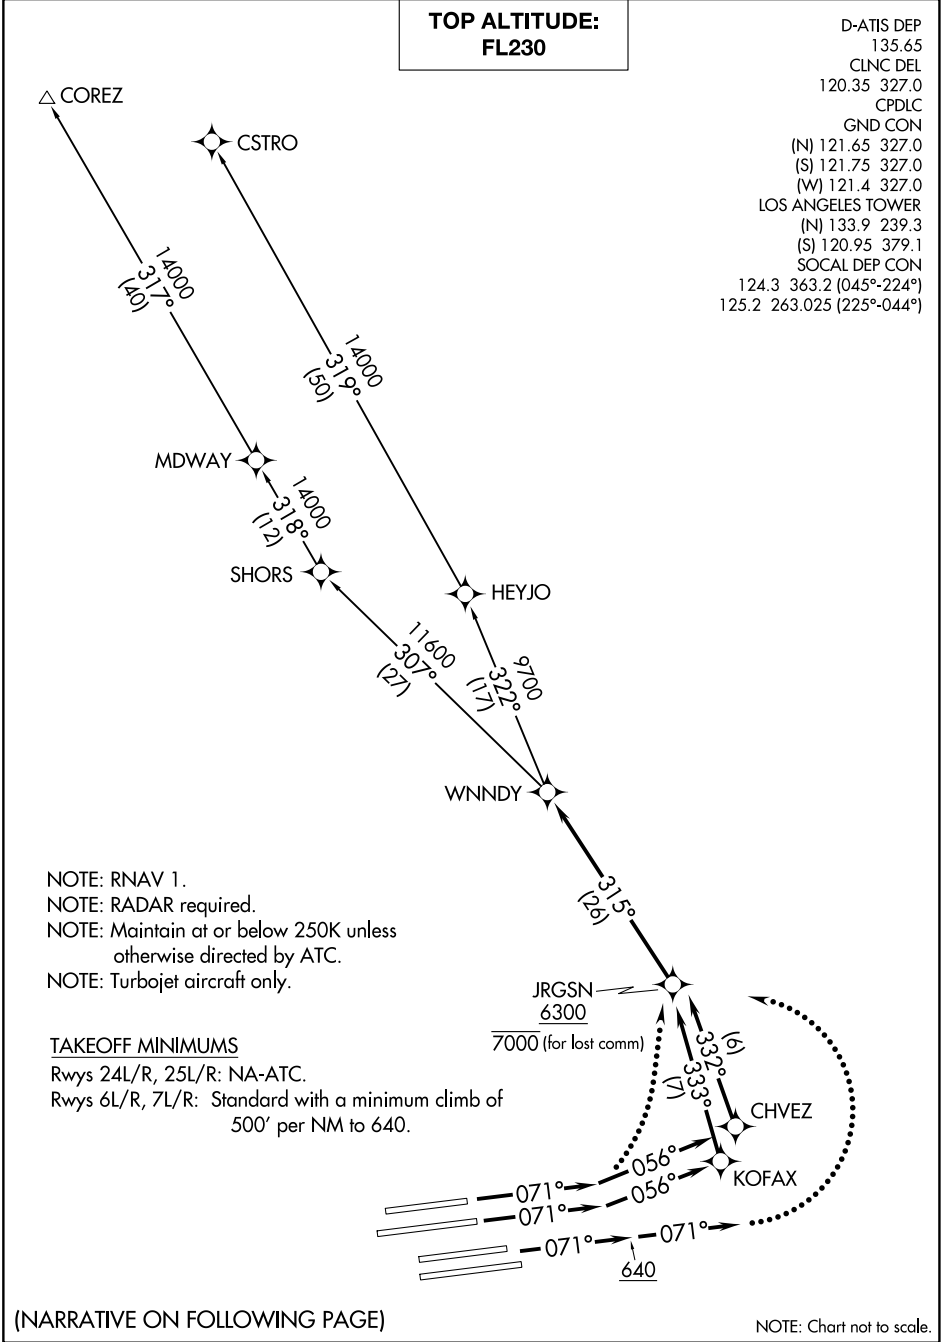 TOP ALTITUDE:
FL230
D-ATIS DEP
135.65
CLNC DEL
120.35 327.0
CPDLC
GND CON
(N) 121.65 327.0
(S) 121.75 327.0
(W) 121.4 327.0
LOS ANGELES TOWER
(N) 133.9 239.3
(S) 120.95 379.1
SOCAL DEP CON
124.3 363.2 (045°-224°)
125.2 263.025 (225°-044°)
COREZ
CSTRO
14000
317°
(40)
14000
319°
(50)
MDWAY
14000
318°
(12)
SHORS
HEYJO
11600
307°
(27)
9700
322°
(17)
WNNDY
315°
(26)
NOTE: RNAV 1.
NOTE: RADAR required.
NOTE: Maintain at or below 250K unless
otherwise directed by ATC.
NOTE: Turbojet aircraft only.
JRGSN
6300
7000 (for lost comm)
(6)
332°
333°
(7)
TAKEOFF MINIMUMS
Rwys 24L/R, 25L/R: NA-ATC.
Rwys 6L/R, 7L/R: Standard with a minimum climb of
500' per NM to 640.
CHVEZ
KOFAX
071°
056°
071°
056°
071°
071°
640
(NARRATIVE ON FOLLOWING PAGE)
NOTE: Chart not to scale.